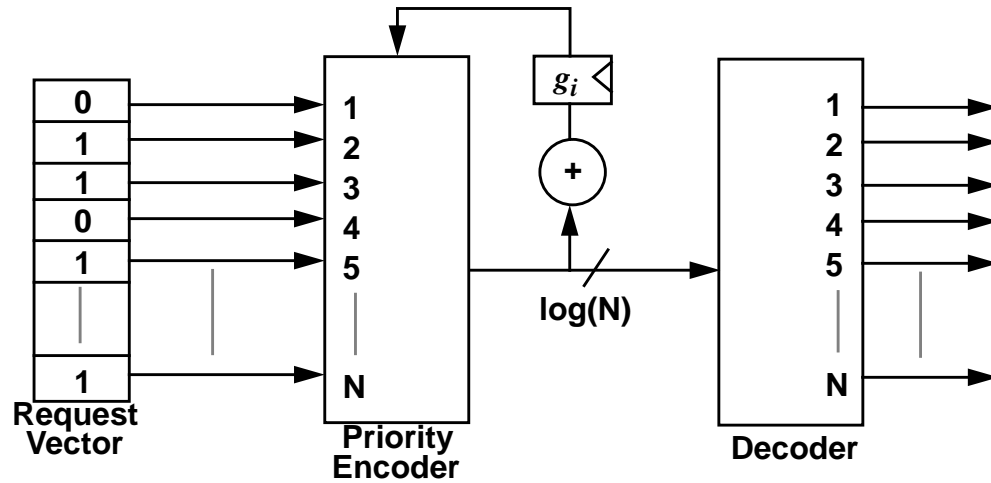 0
1
1
0
1
1
Request
Vector
1
2
3
4
5
N
Priority
Encoder
g_i
+
log(N)
1
2
3
4
5
N
Decoder